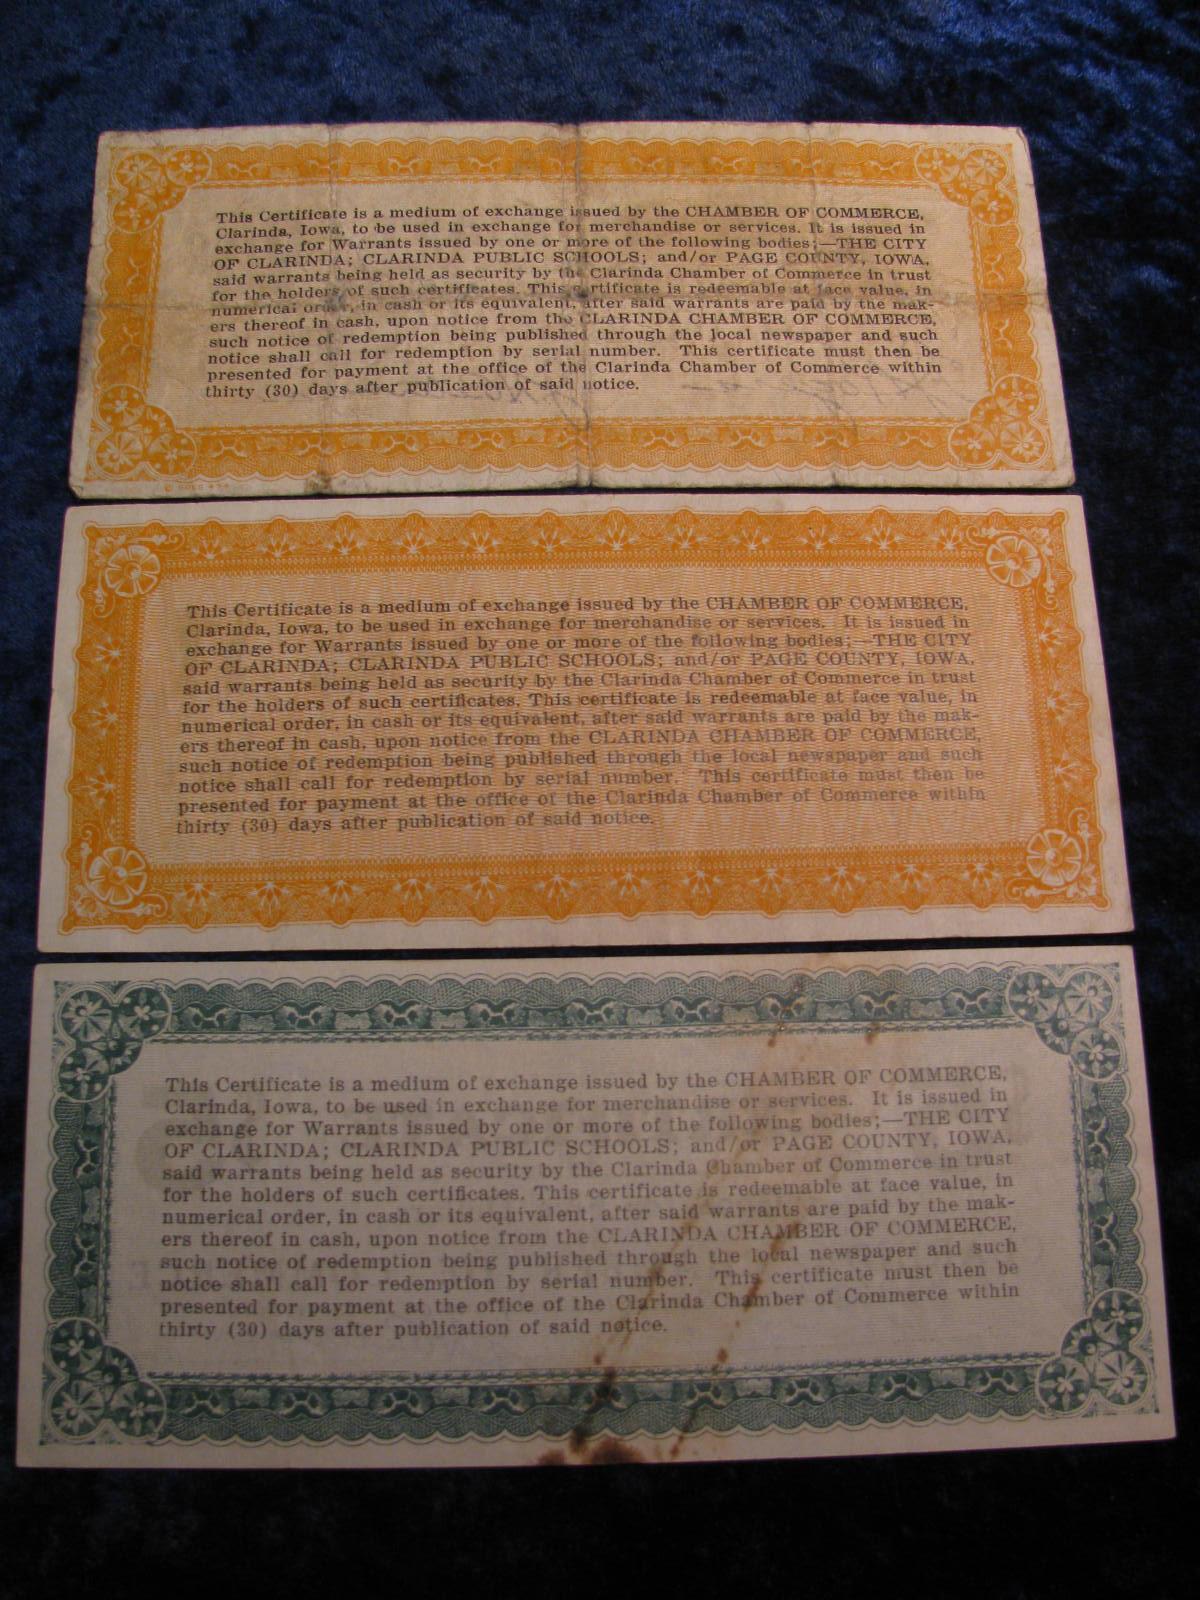 This Certificate is a medium of exchange issued by the CHAMBER OF COMMERCE,
Clarinda, Iowa, to be used in exchange for merchandise or services. It is issued in
exchange for Warrants issued by one or more of the following bodies;—THE CITY
OF CLARINDA; CLARINDA PUBLIC SCHOOLS; and/or PAGE COUNTY, IOWA,
said warrants being held as security by the Clarinda Chamber of Commerce in trust
for the holders of such certificates. This certificate is redeemable at face value, in
numerical order, in cash or its equivalent, after said warrants are paid by the mak-
ers thereof in cash, upon notice from the CLARINDA CHAMBER OF COMMERCE,
such notice of redemption being published through the local newspaper and such
notice shall call for redemption by serial number. This certificate must then be
presented for payment at the office of the Clarinda Chamber of Commerce within
thirty (30) days after publication of said notice.
This Certificate is a medium of exchange issued by the CHAMBER OF COMMERCE,
Clarinda, Iowa, to be used in exchange for merchandise or services. It is issued in
exchange for Warrants issued by one or more of the following bodies;—THE CITY
OF CLARINDA; CLARINDA PUBLIC SCHOOLS; and/or PAGE COUNTY, IOWA,
said warrants being held as security by the Clarinda Chamber of Commerce in trust
for the holders of such certificates. This certificate is redeemable at face value, in
numerical order, in cash or its equivalent, after said warrants are paid by the mak-
ers thereof in cash, upon notice from the CLARINDA CHAMBER OF COMMERCE,
such notice of redemption being published through the local newspaper and such
notice shall call for redemption by serial number. This certificate must then be
presented for payment at the office of the Clarinda Chamber of Commerce within
thirty (30) days after publication of said notice.
This Certificate is a medium of exchange issued by the CHAMBER OF COMMERCE,
Clarinda, Iowa, to be used in exchange for merchandise or services. It is issued in
exchange for Warrants issued by one or more of the following bodies;—THE CITY
OF CLARINDA; CLARINDA PUBLIC SCHOOLS; and/or PAGE COUNTY, IOWA,
said warrants being held as security by the Clarinda Chamber of Commerce in trust
for the holders of such certificates. This certificate is redeemable at face value, in
numerical order, in cash or its equivalent, after said warrants are paid by the mak-
ers thereof in cash, upon notice from the CLARINDA CHAMBER OF COMMERCE,
such notice of redemption being published through the local newspaper and such
notice shall call for redemption by serial number. This certificate must then be
presented for payment at the office of the Clarinda Chamber of Commerce within
thirty (30) days after publication of said notice.